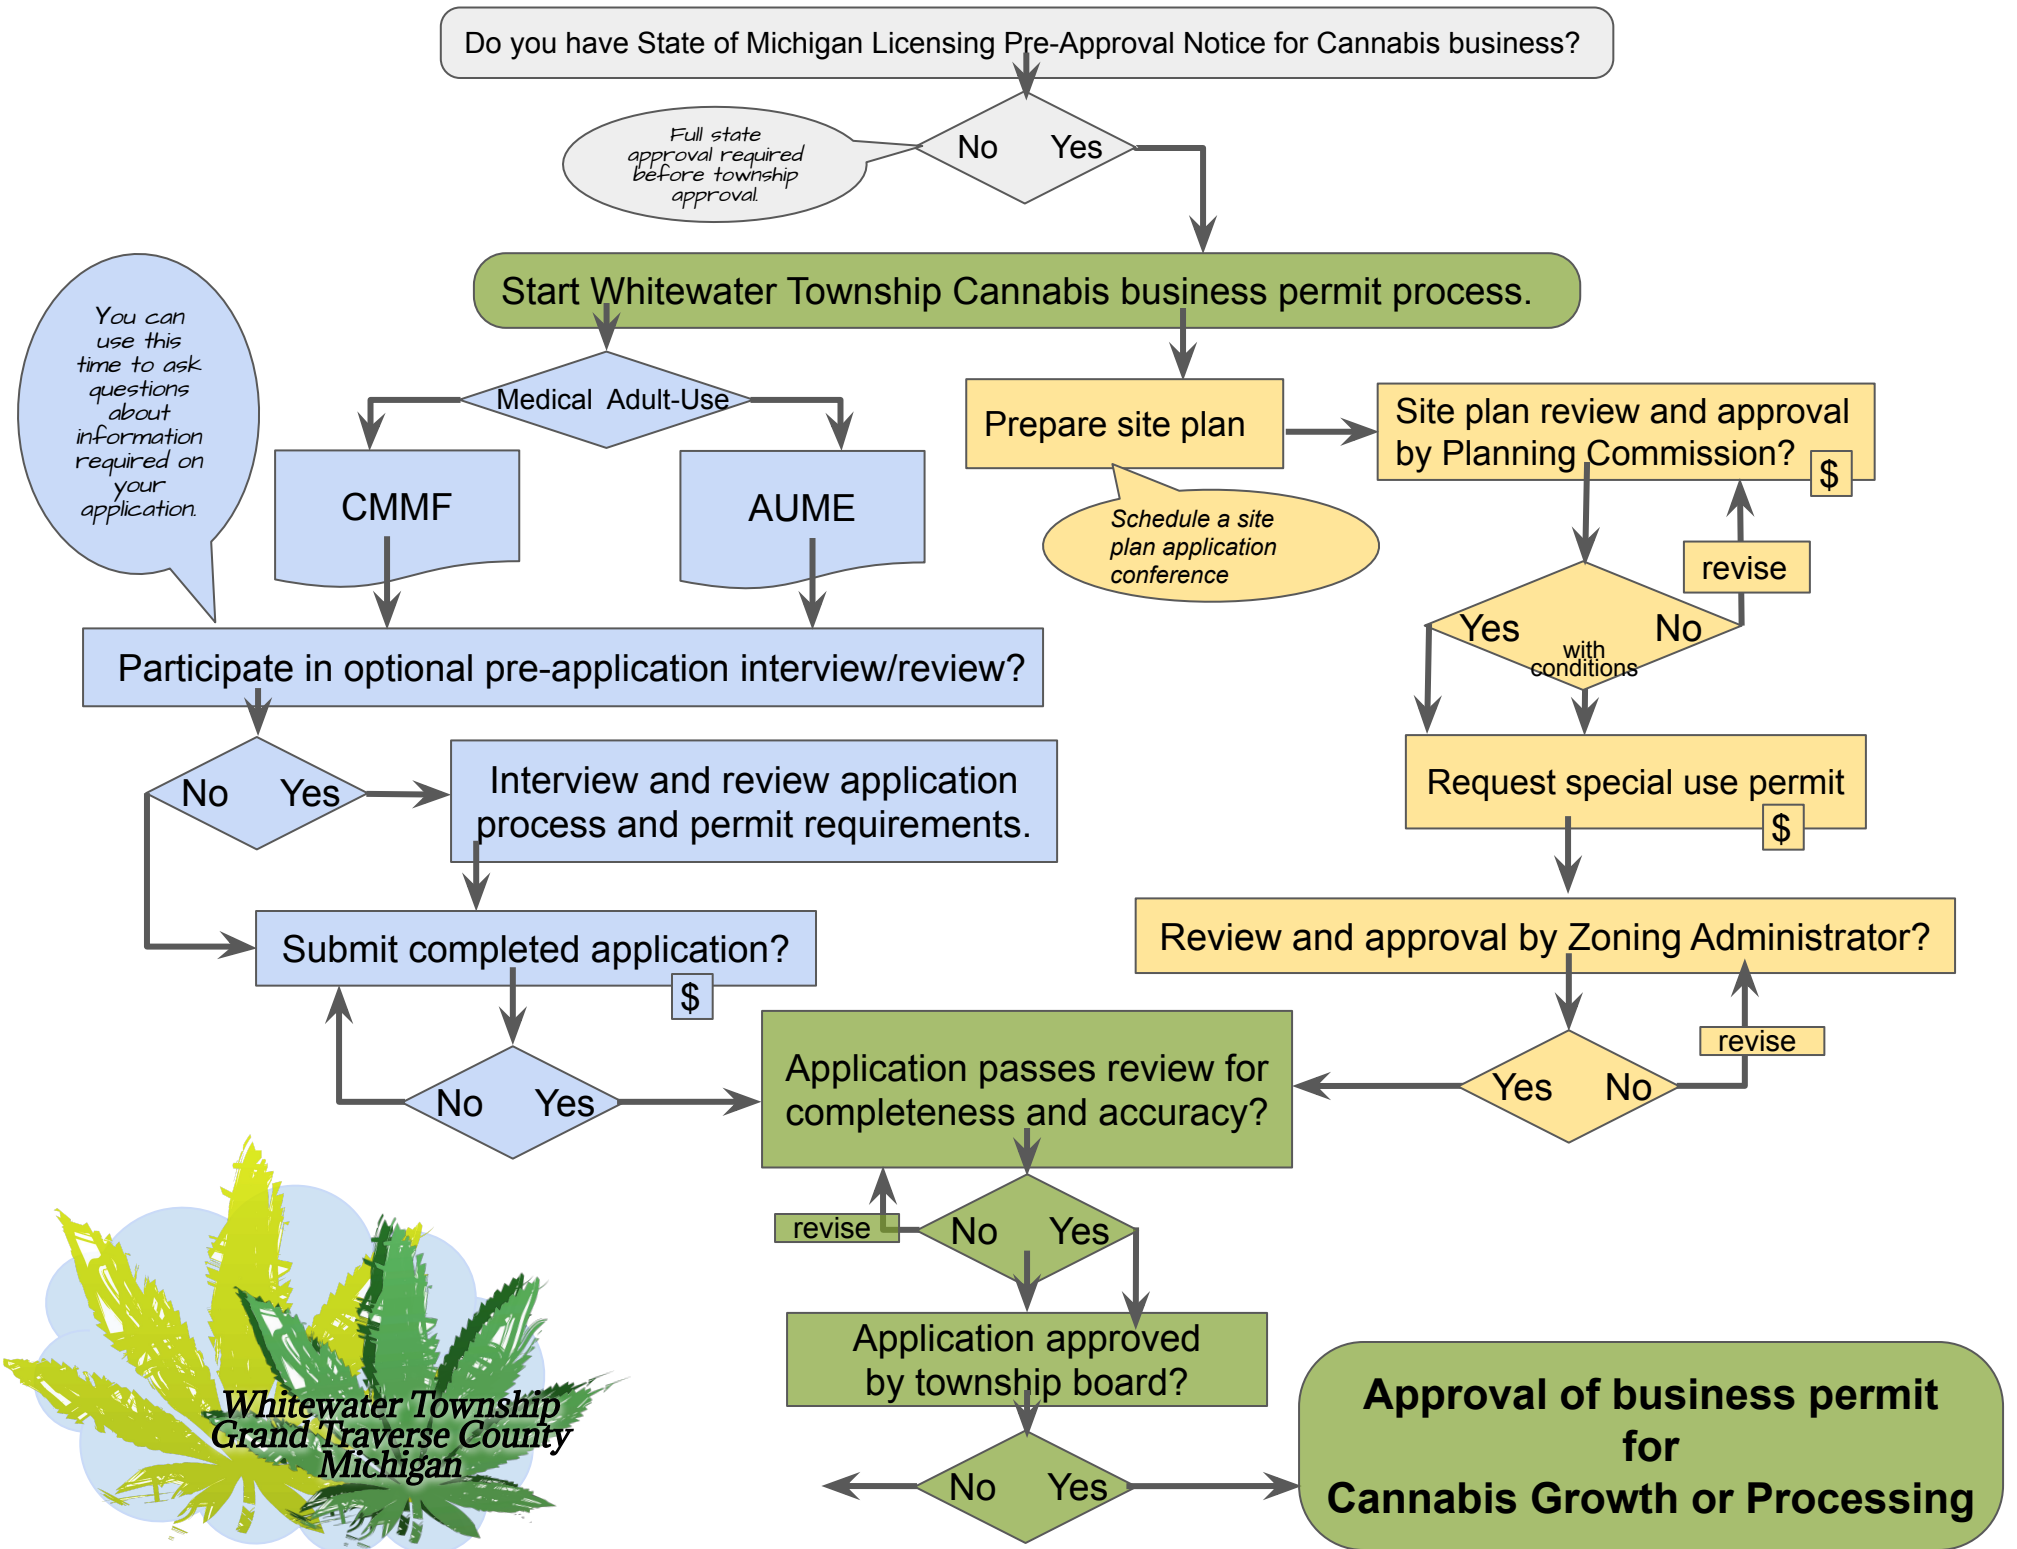 Do you have State of Michigan Licensing Pre-Approval Notice for Cannabis business?
No Yes
Full state
approval required
before township
approval.
Start Whitewater Township Cannabis business permit process.
You can
use this
time to ask
questions
about
information
required on
your
application.
Medical Adult-Use
CMMF
AUME
Prepare site plan
Schedule a site
plan application
conference
Site plan review and approval
by Planning Commission?
$
revise
Yes No
with
conditions
Participate in optional pre-application interview/review?
No Yes
Interview and review application
process and permit requirements.
Request special use permit
$
Submit completed application?
$
No Yes
Review and approval by Zoning Administrator?
revise
Yes No
Application passes review for
completeness and accuracy?
revise
No Yes
Application approved
by township board?
No Yes
Approval of business permit
for
Cannabis Growth or Processing
Whitewater Township
Grand Traverse County
Michigan